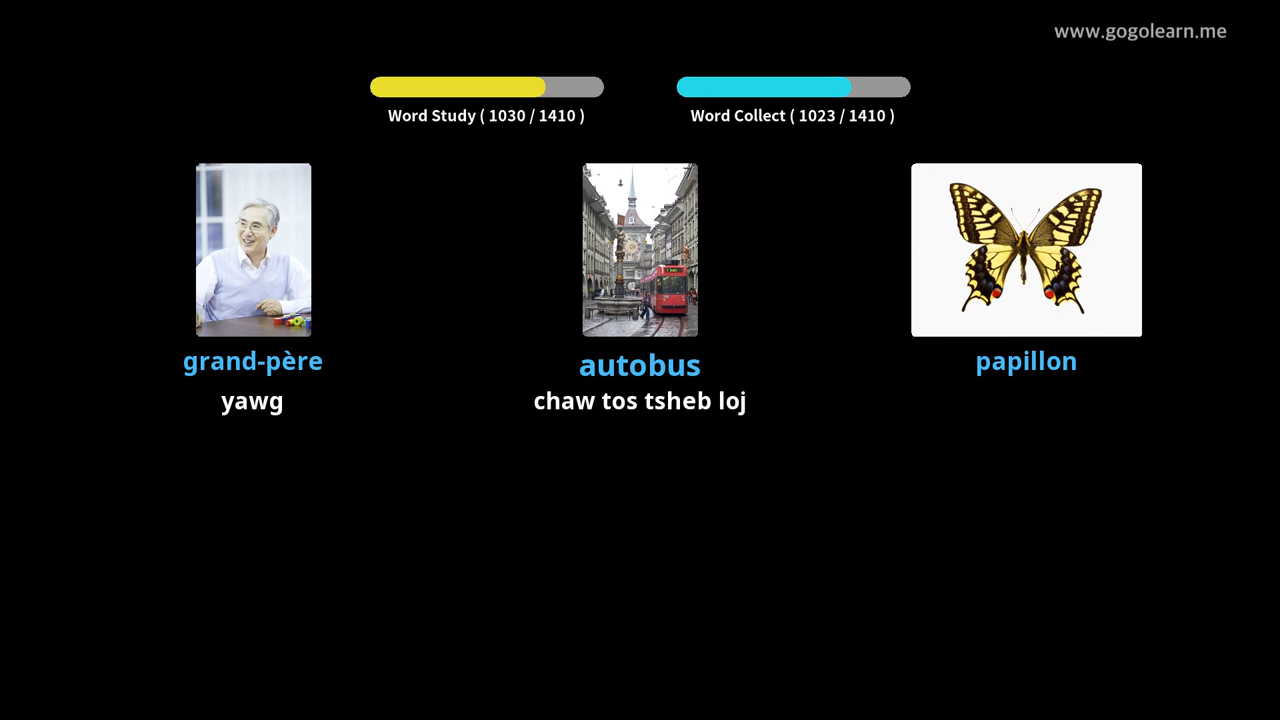 www.gogolearn.me
Word Study ( 1030 / 1410 )
Word Collect ( 1023 / 1410 )
grand-père
autobus
papillon
yawg
chaw tos tsheb loj